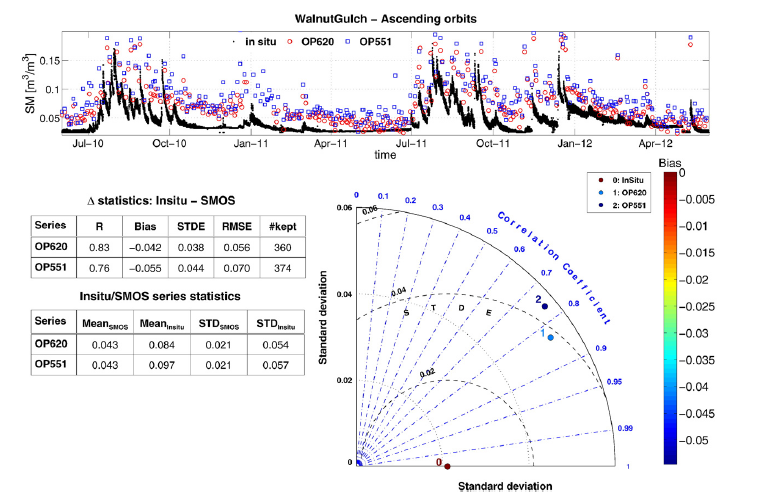 WalnutGulch − Ascending orbits
in situ OP620 OP551
SM [m³/m³]
0.15
0.1
0.05
Jul−10 Oct−10 Jan−11 Apr−11 Jul−11 Oct−11 Jan−12 Apr−12
time
Δ statistics: Insitu − SMOS
Series R Bias STDE RMSE #kept
OP620 0.83 −0.042 0.038 0.056 360
OP551 0.76 −0.055 0.044 0.070 374
Insitu/SMOS series statistics
Series Mean_SMOS Mean_Insitu STD_SMOS STD_Insitu
OP620 0.043 0.084 0.021 0.054
OP551 0.043 0.097 0.021 0.057
0: InSitu
1: OP620
2: OP551
Correlation Coefficient
0 0.1 0.2 0.3 0.4 0.5 0.6 0.7 0.8 0.9 0.95 0.99 1
Standard deviation
0.06
0.04
0.02
0
0.06
0.04
0.02
S T D E
2
1
0
Standard deviation
Bias
0
−0.005
−0.01
−0.015
−0.02
−0.025
−0.03
−0.035
−0.04
−0.045
−0.05